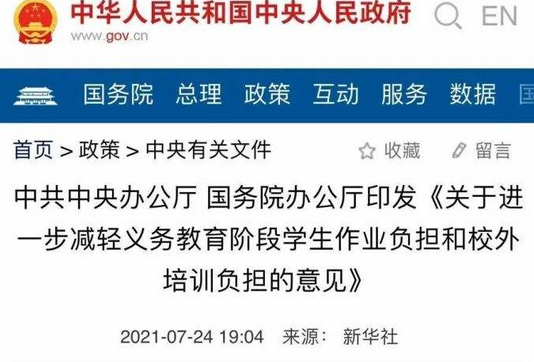 中华人民共和国中央人民政府
www.gov.cn
EN
国务院 总理 政策 互动 服务 数据 国
首页 > 政策 > 中央有关文件 收藏 留言
中共中央办公厅 国务院办公厅印发《关于进
一步减轻义务教育阶段学生作业负担和校外
培训负担的意见》
2021-07-24 19:04 来源： 新华社